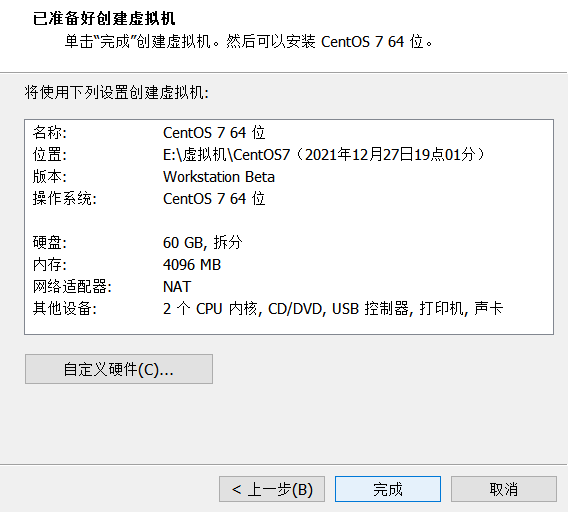 已准备好创建虚拟机
单击“完成”创建虚拟机。然后可以安装 CentOS 7 64 位。
将使用下列设置创建虚拟机:
名称: CentOS 7 64 位
位置: E:\虚拟机\CentOS7（2021年12月27日19点01分）
版本: Workstation Beta
操作系统: CentOS 7 64 位
硬盘: 60 GB, 拆分
内存: 4096 MB
网络适配器: NAT
其他设备: 2 个 CPU 内核, CD/DVD, USB 控制器, 打印机, 声卡
自定义硬件(C)...
< 上一步(B) 完成 取消